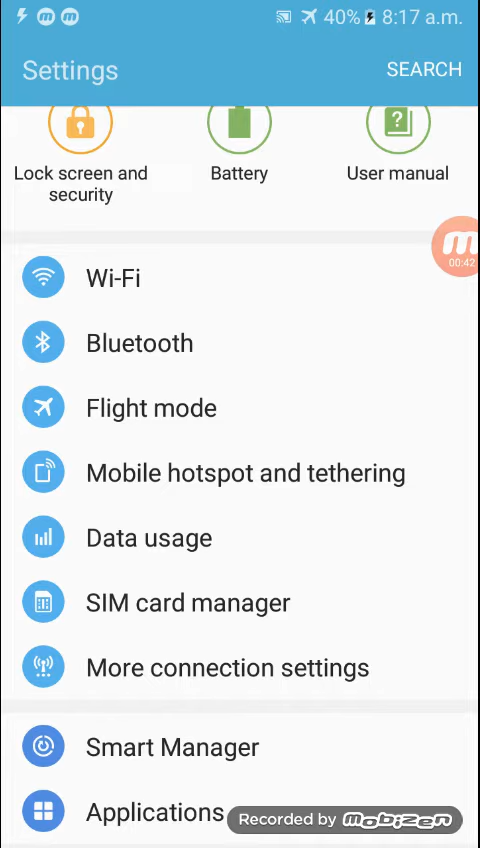 40% 8:17 a.m.
Settings SEARCH
Lock screen and
security
Battery
User manual
00:42
Wi-Fi
Bluetooth
Flight mode
Mobile hotspot and tethering
Data usage
SIM card manager
More connection settings
Smart Manager
Applications
Recorded by mobizen